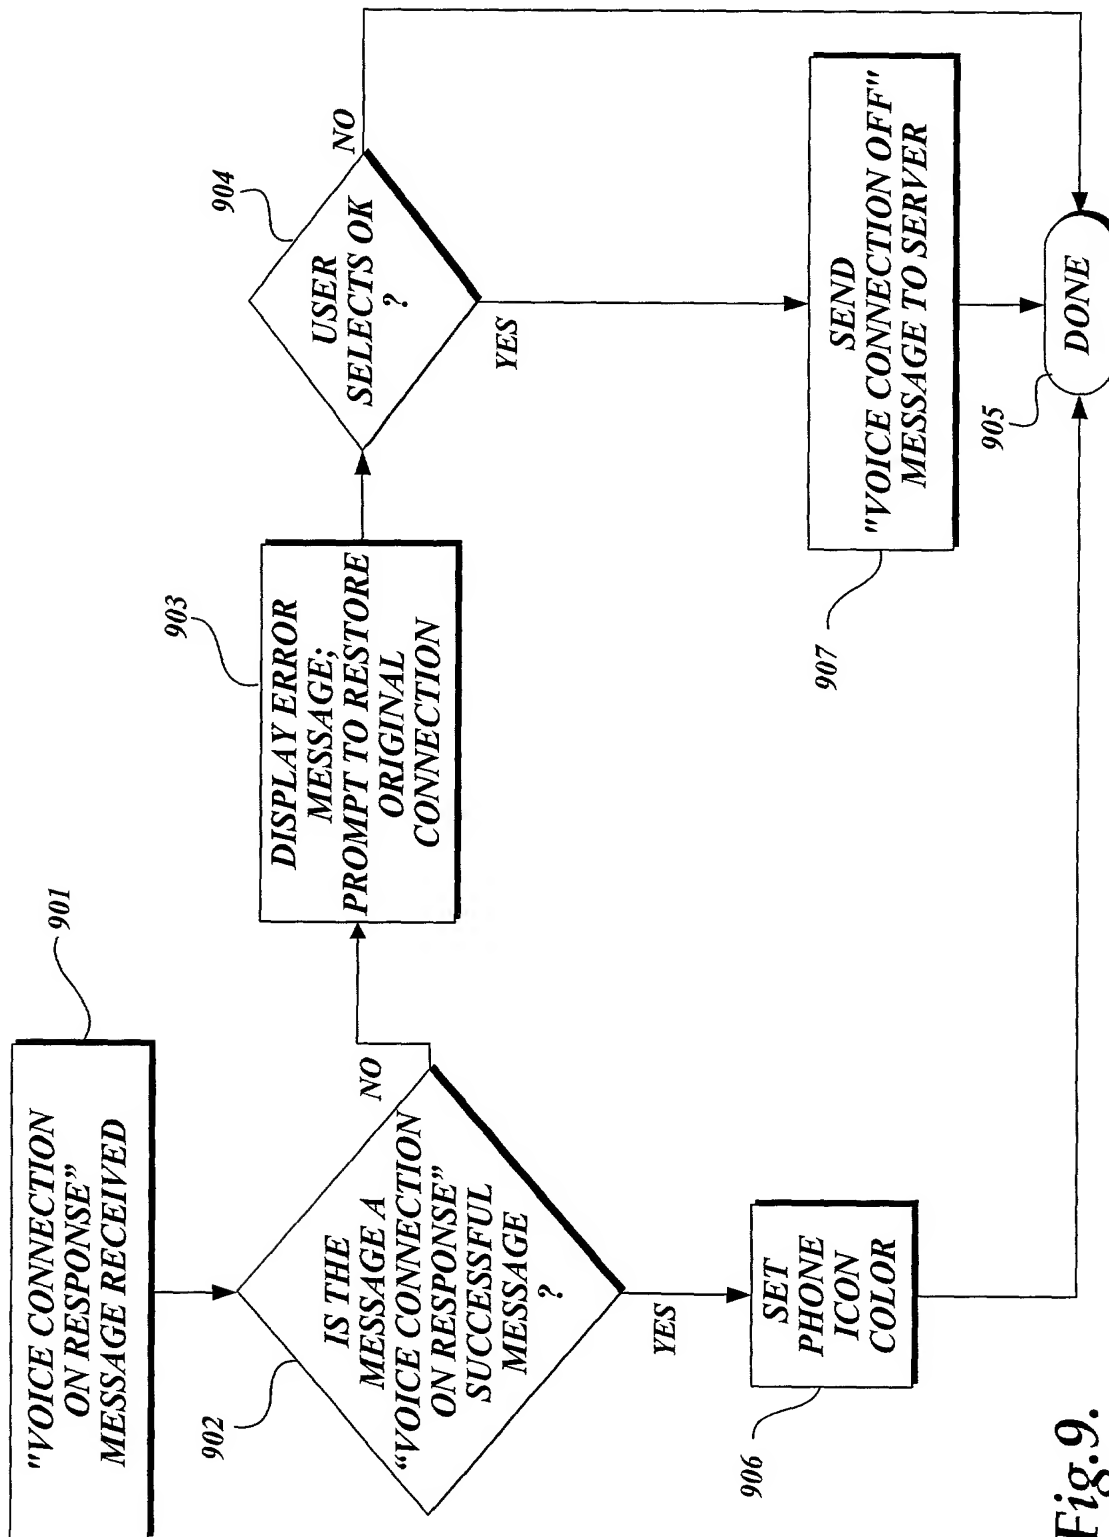 "VOICE CONNECTION
ON RESPONSE”
MESSAGE RECEIVED
901
IS THE
MESSAGE A
“VOICE CONNECTION
ON RESPONSE”
SUCCESSFUL
MESSAGE
?
902
NO
YES
DISPLAY ERROR
MESSAGE;
PROMPT TO RESTORE
ORIGINAL
CONNECTION
903
USER
SELECTS OK
?
904
NO
YES
SET
PHONE
ICON
COLOR
906
SEND
"VOICE CONNECTION OFF"
MESSAGE TO SERVER
907
DONE
905
Fig.9.